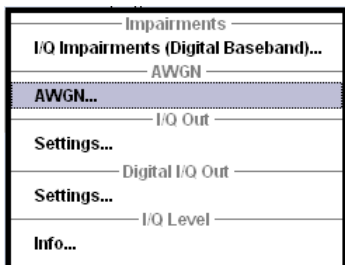 Impairments
I/Q Impairments (Digital Baseband)...
AWGN
AWGN...
I/Q Out
Settings...
Digital I/Q Out
Settings...
I/Q Level
Info...